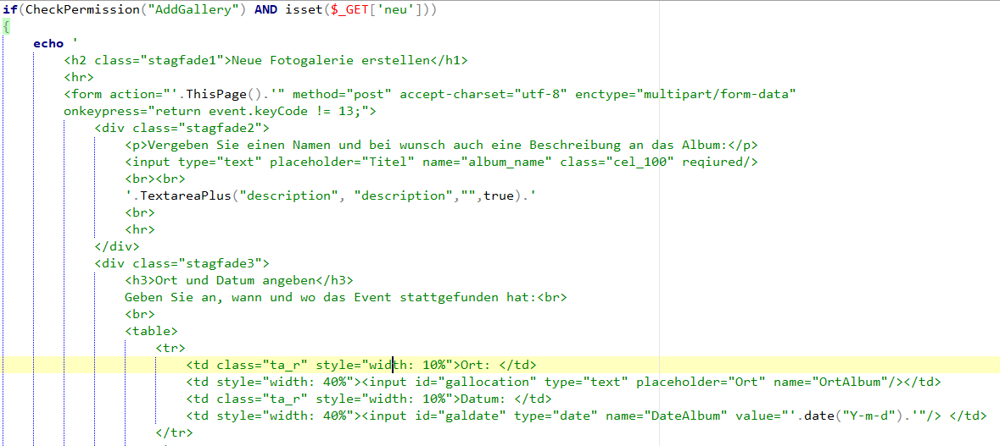 if(CheckPermission("AddGallery") AND isset($_GET['neu']))
{
echo '
<h2 class="stagfade1">Neue Fotogalerie erstellen</h1>
<hr>
<form action="'.ThisPage().'" method="post" accept-charset="utf-8" enctype="multipart/form-data"
onkeypress="return event.keyCode != 13;">
<div class="stagfade2">
<p>Vergeben Sie einen Namen und bei wunsch auch eine Beschreibung an das Album:</p>
<input type="text" placeholder="Titel" name="album_name" class="cel_100" reqiured/>
<br><br>
'.TextareaPlus("description", "description","",true).'
<br>
<hr>
</div>
<div class="stagfade3">
<h3>Ort und Datum angeben</h3>
Geben Sie an, wann und wo das Event stattgefunden hat:<br>
<br>
<table>
<tr>
<td class="ta_r" style="width: 10%">Ort: </td>
<td style="width: 40%"><input id="gallocation" type="text" placeholder="Ort" name="OrtAlbum"/></td>
<td class="ta_r" style="width: 10%">Datum: </td>
<td style="width: 40%"><input id="galdate" type="date" name="DateAlbum" value="'.date("Y-m-d").'"/> </td>
</tr>